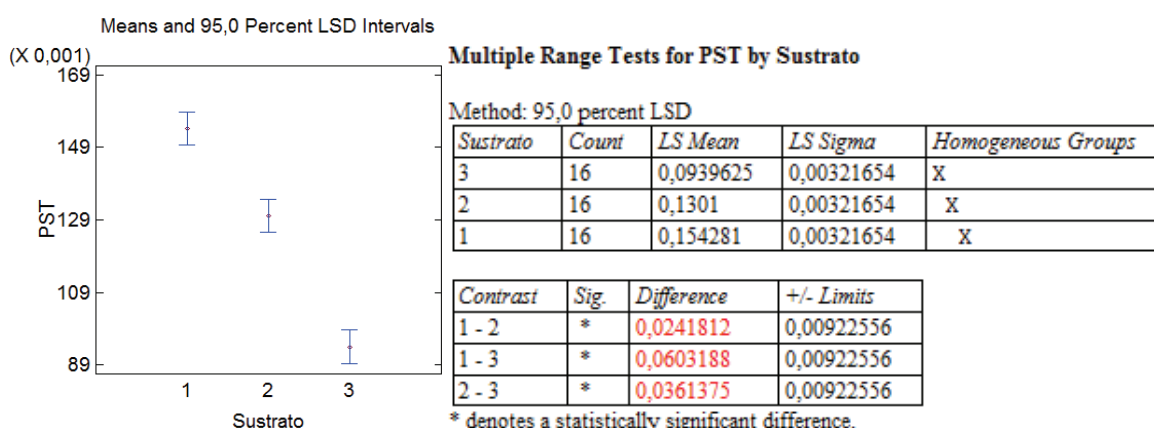 Means and 95,0 Percent LSD Intervals
(X 0,001)
169
149
129
109
89
PST
1 2 3
Sustrato
Multiple Range Tests for PST by Sustrato
Method: 95,0 percent LSD
Sustrato Count LS Mean LS Sigma Homogeneous Groups
3 16 0,0939625 0,00321654 X
2 16 0,1301 0,00321654 X
1 16 0,154281 0,00321654 X
Contrast Sig. Difference +/- Limits
1 - 2 * 0,0241812 0,00922556
1 - 3 * 0,0603188 0,00922556
2 - 3 * 0,0361375 0,00922556
* denotes a statistically significant difference.